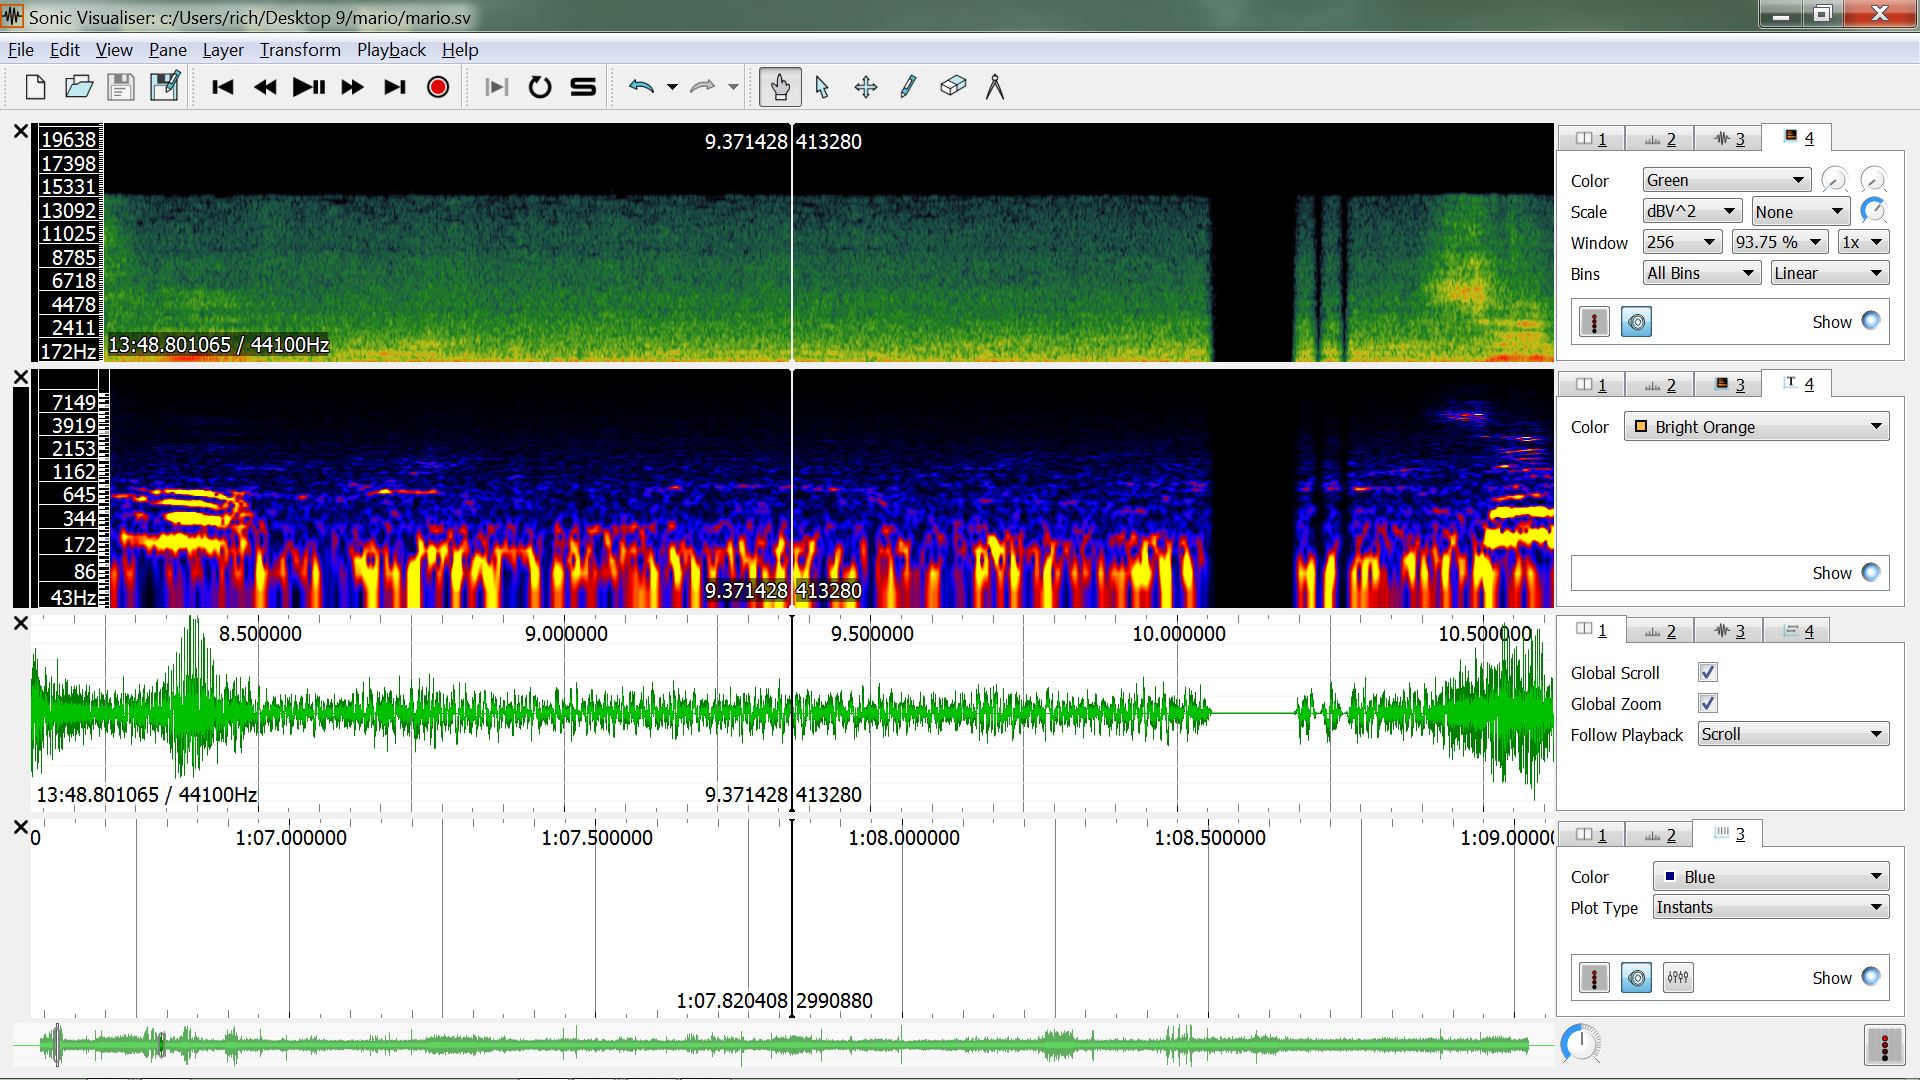 Sonic Visualiser: c:/Users/rich/Desktop 9/mario/mario.sv
File Edit View Pane Layer Transform Playback Help
19638
17398
15331
13092
11025
8785
6718
4478
2411
172Hz
9.371428 413280
13:48.801065 / 44100Hz
1 2 3 4
Color Green
Scale dBV^2 None
Window 256 93.75 % 1x
Bins All Bins Linear
Show
7149
3919
2153
1162
645
344
172
86
43Hz
9.371428 413280
1 2 3 4
Color Bright Orange
Show
8.500000 9.000000 9.500000 10.000000 10.500000
13:48.801065 / 44100Hz
9.371428 413280
1 2 3 4
Global Scroll
Global Zoom
Follow Playback Scroll
0 1:07.000000 1:07.500000 1:08.000000 1:08.500000 1:09.00000
1:07.820408 2990880
1 2 3
Color Blue
Plot Type Instants
Show